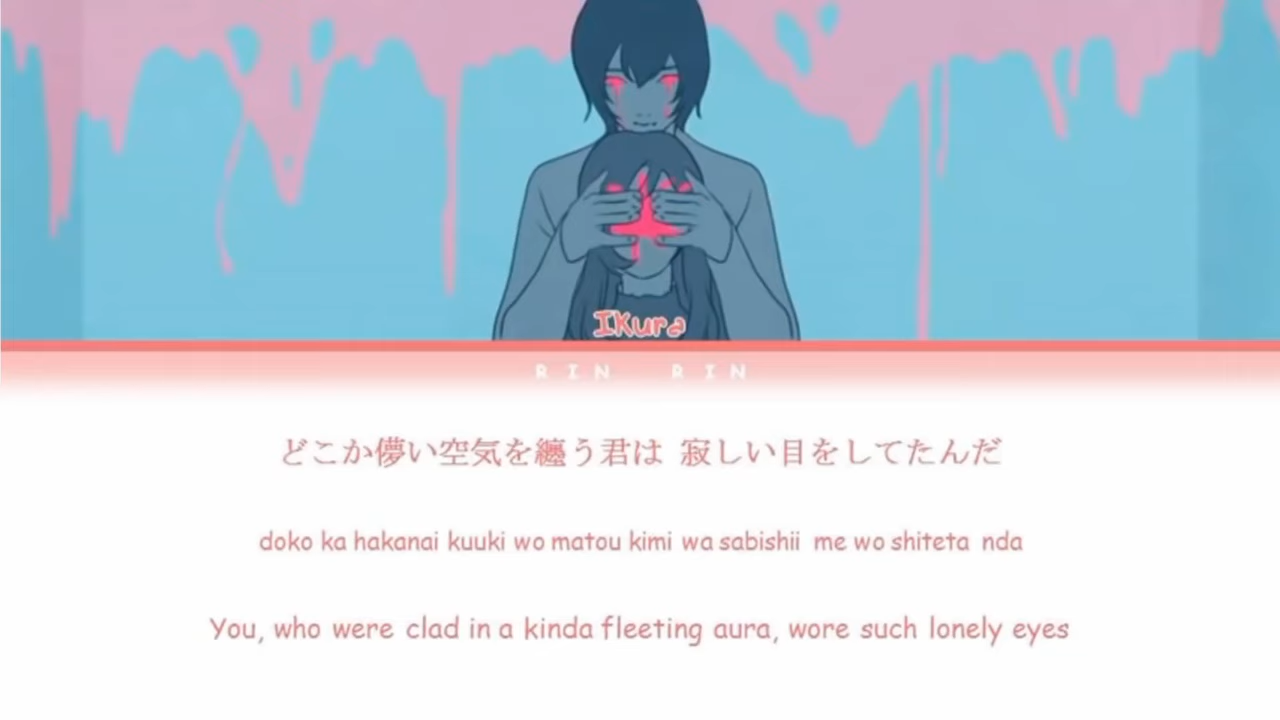 IKura
RIN RIN
どこか儚い空気を纏う君は 寂しい目をしてたんだ
doko ka hakanai kuuki wo matou kimi wa sabishii me wo shiteta nda
You, who were clad in a kinda fleeting aura, wore such lonely eyes